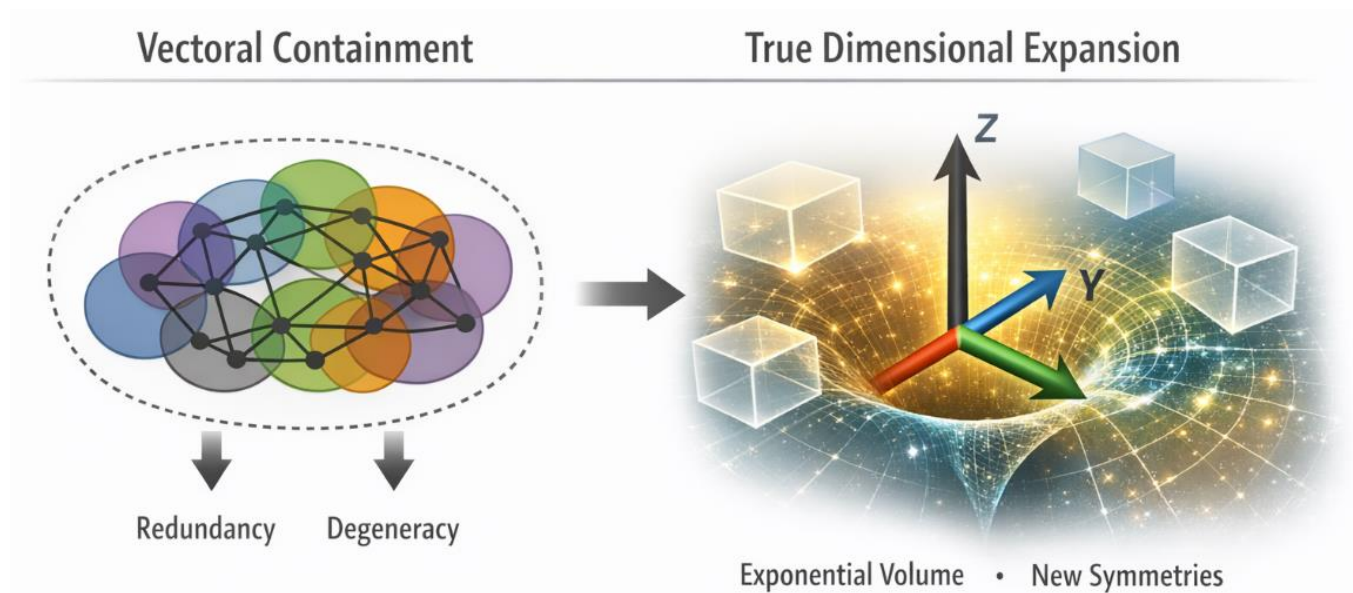 Vectoral Containment
True Dimensional Expansion
Z
Y
Redundancy
Degeneracy
Exponential Volume • New Symmetries